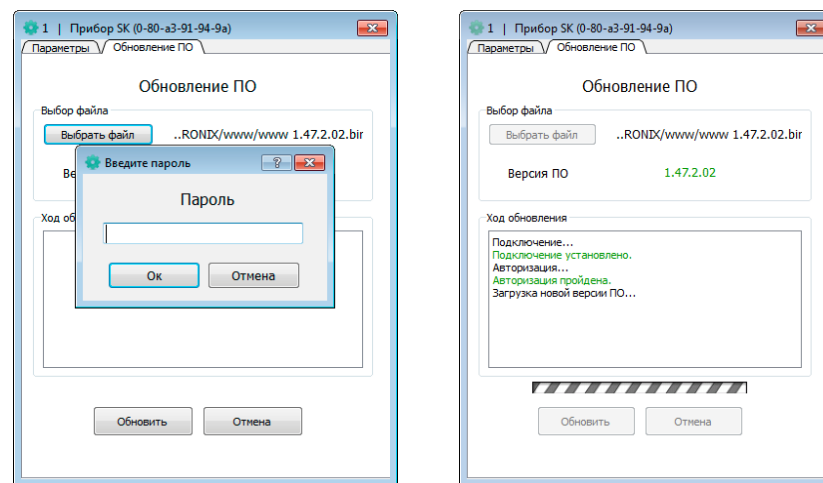 1 | Прибор SK (0-80-a3-91-94-9a)
Параметры Обновление ПО
Обновление ПО
Выбор файла
Выбрать файл ..RONIX/www/www 1.47.2.02.bir
Введите пароль
Пароль
Ок Отмена
Обновить Отмена
1 | Прибор SK (0-80-a3-91-94-9a)
Параметры Обновление ПО
Обновление ПО
Выбор файла
Выбрать файл ..RONIX/www/www 1.47.2.02.bir
Версия ПО 1.47.2.02
Ход обновления
Подключение...
Подключение установлено.
Авторизация...
Авторизация пройдена.
Загрузка новой версии ПО...
Обновить Отмена